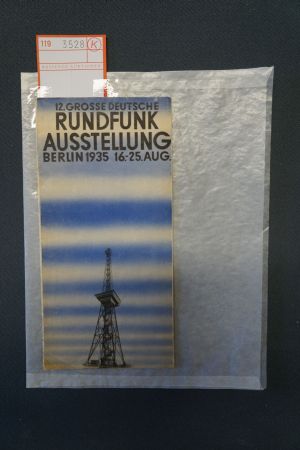 119 3528 K
12. GROSSE DEUTSCHE
RUNDFUNK
AUSSTELLUNG
BERLIN 1935 16.-25. AUG.